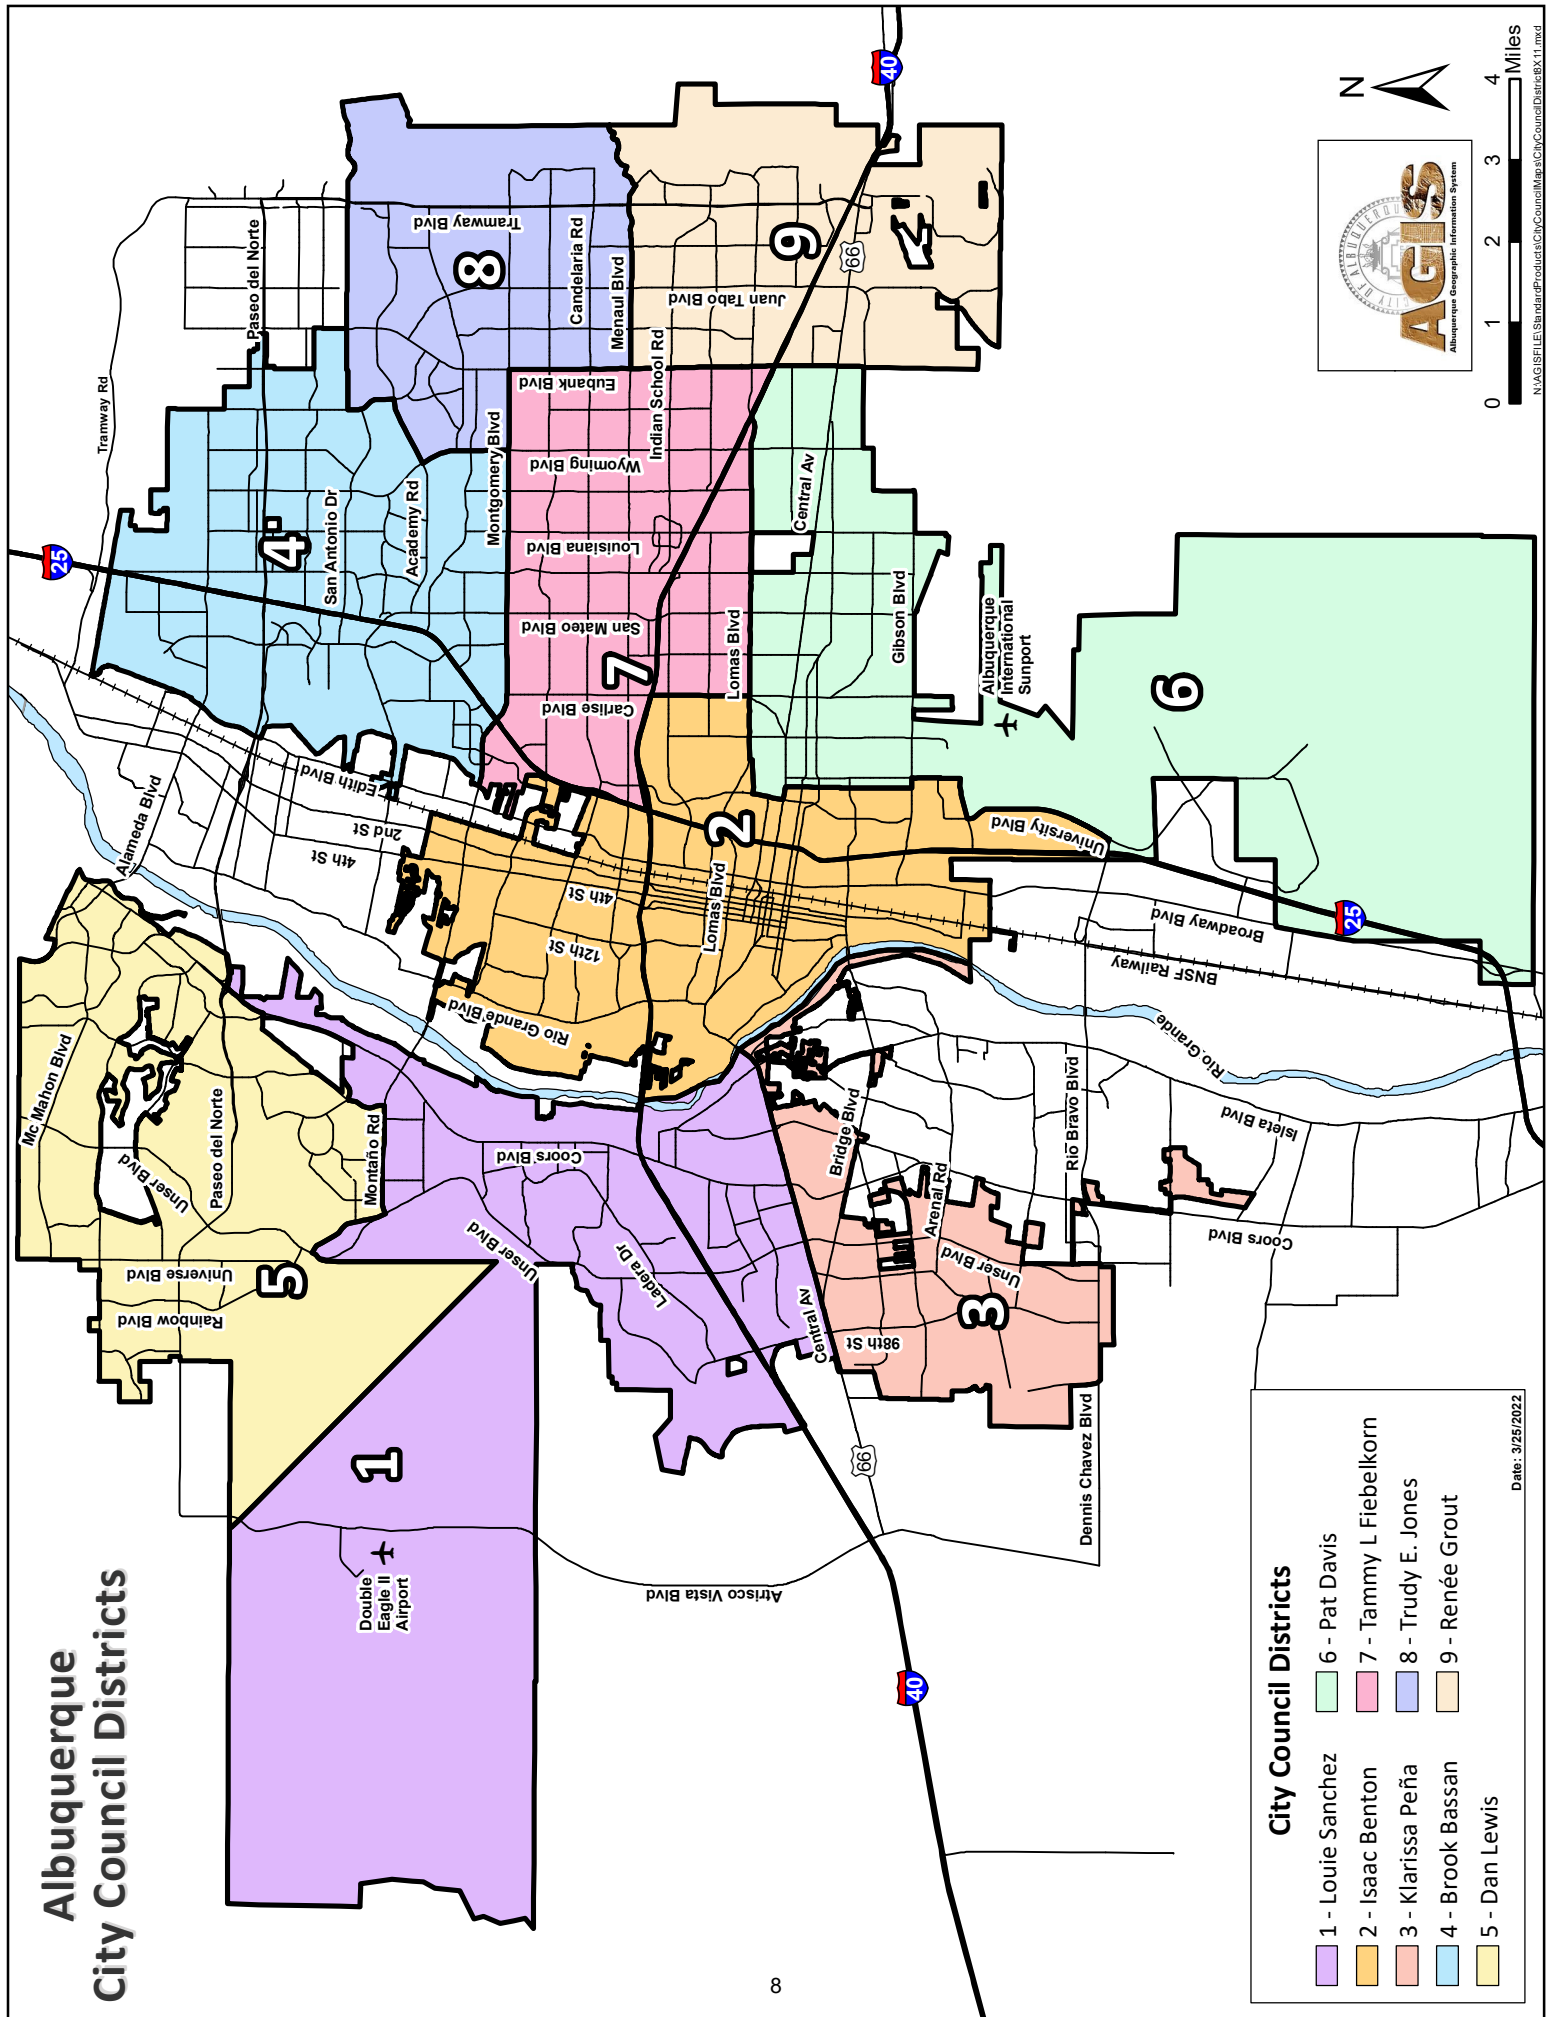 Albuquerque
City Council Districts
Tramway Rd
Paseo del Norte
25
40
4
San Antonio Dr
Academy Rd
Montgomery Blvd
8
Tramway Blvd
Candelaria Rd
Menaul Blvd
Eubank Blvd
Indian School Rd
Wyoming Blvd
Louisiana Blvd
San Mateo Blvd
Carlise Blvd
7
Lomas Blvd
9
Juan Tabo Blvd
66
Central Av
Gibson Blvd
Albuquerque
International
Sunport
6
Alameda Blvd
Edith Blvd
2nd St
4th St
4th St
12th St
Rio Grande Blvd
Lomas Blvd
2
University Blvd
Broadway Blvd
BNSF Railway
25
Rio Grande
Mc Mahon Blvd
Unser Blvd
Paseo del Norte
Universe Blvd
Rainbow Blvd
5
Montaño Rd
Coors Blvd
Unser Blvd
Ladera Dr
1
Double
Eagle II
Airport
Atrisco Vista Blvd
Central Av
98th St
66
40
Bridge Blvd
Arenal Rd
Unser Blvd
3
Rio Bravo Blvd
Isleta Blvd
Coors Blvd
Dennis Chavez Blvd
N
CITY OF ALBUQUERQUE
AGIS
Albuquerque Geographic Information System
0 1 2 3 4
Miles
N:\AGISFILE\StandardProducts\CityCouncilMaps\CityCouncilDistrict8X11.mxd
City Council Districts
1 - Louie Sanchez
2 - Isaac Benton
3 - Klarissa Peña
4 - Brook Bassan
5 - Dan Lewis
6 - Pat Davis
7 - Tammy L Fiebelkorn
8 - Trudy E. Jones
9 - Renée Grout
Date: 3/25/2022
8